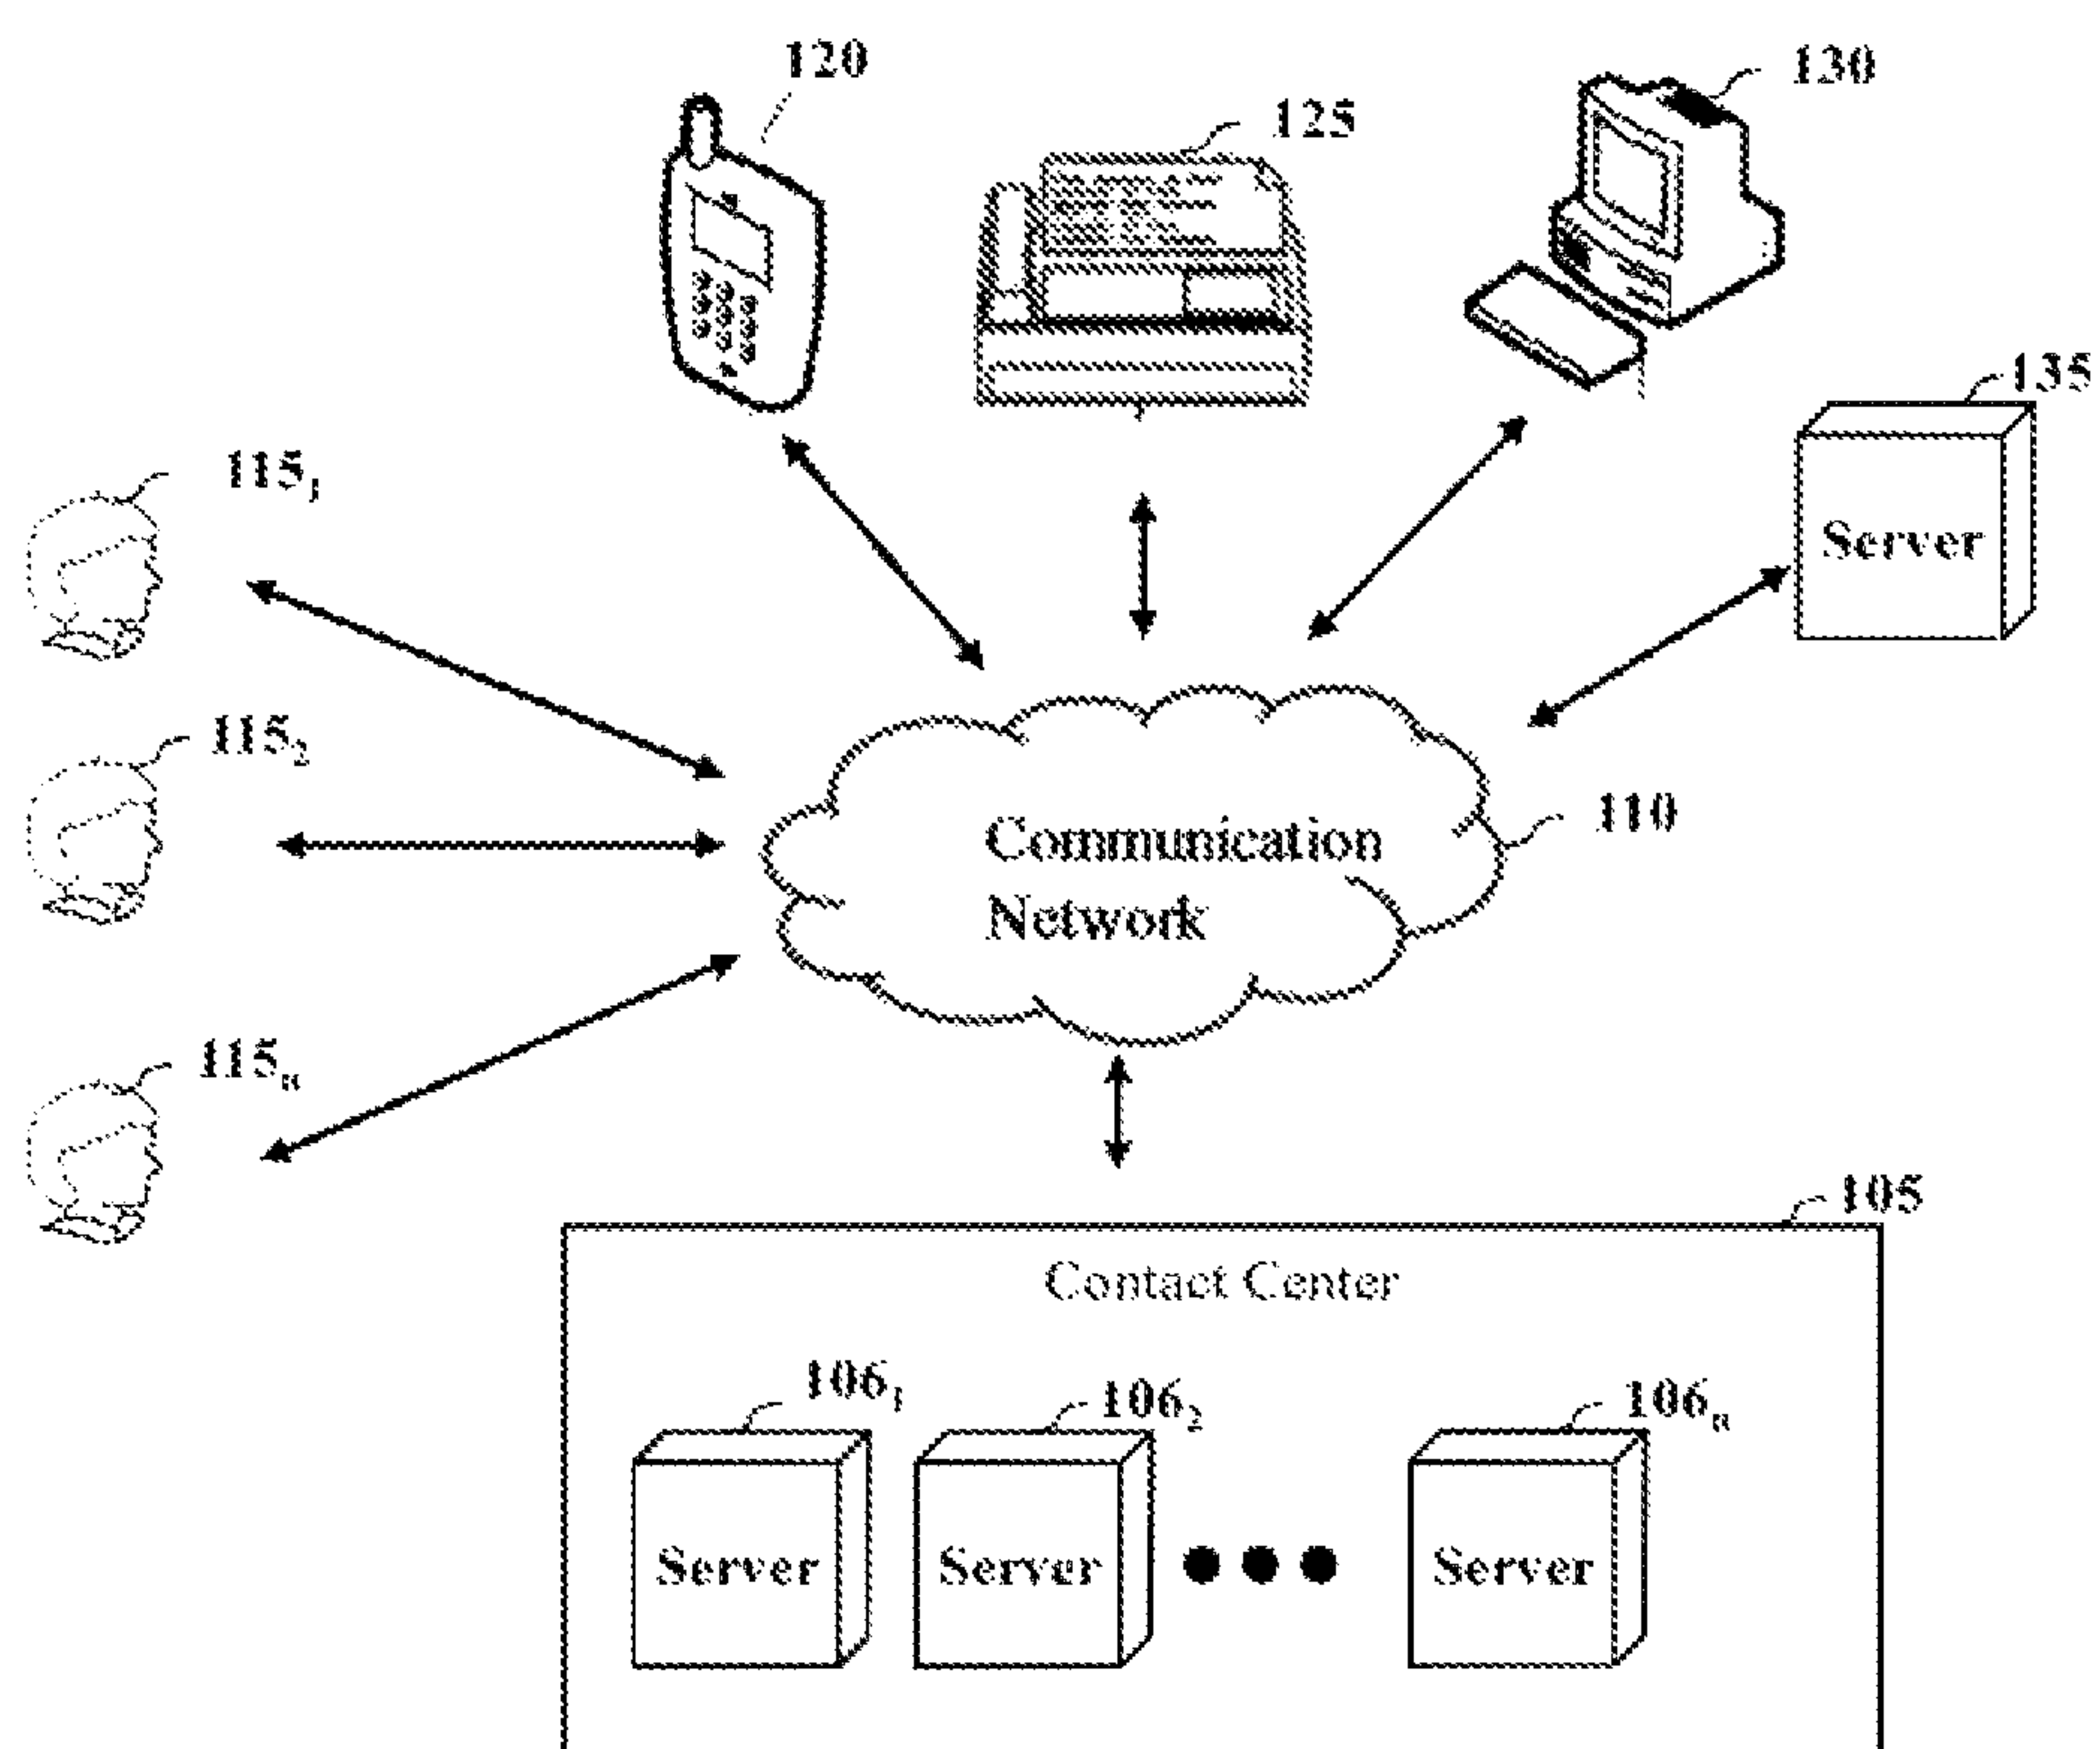 120
130
125
135
Server
115₁
115₂
110
Communication
Network
115ₙ
105
Contact Center
106₁
106₂
106ₙ
Server
Server
Server